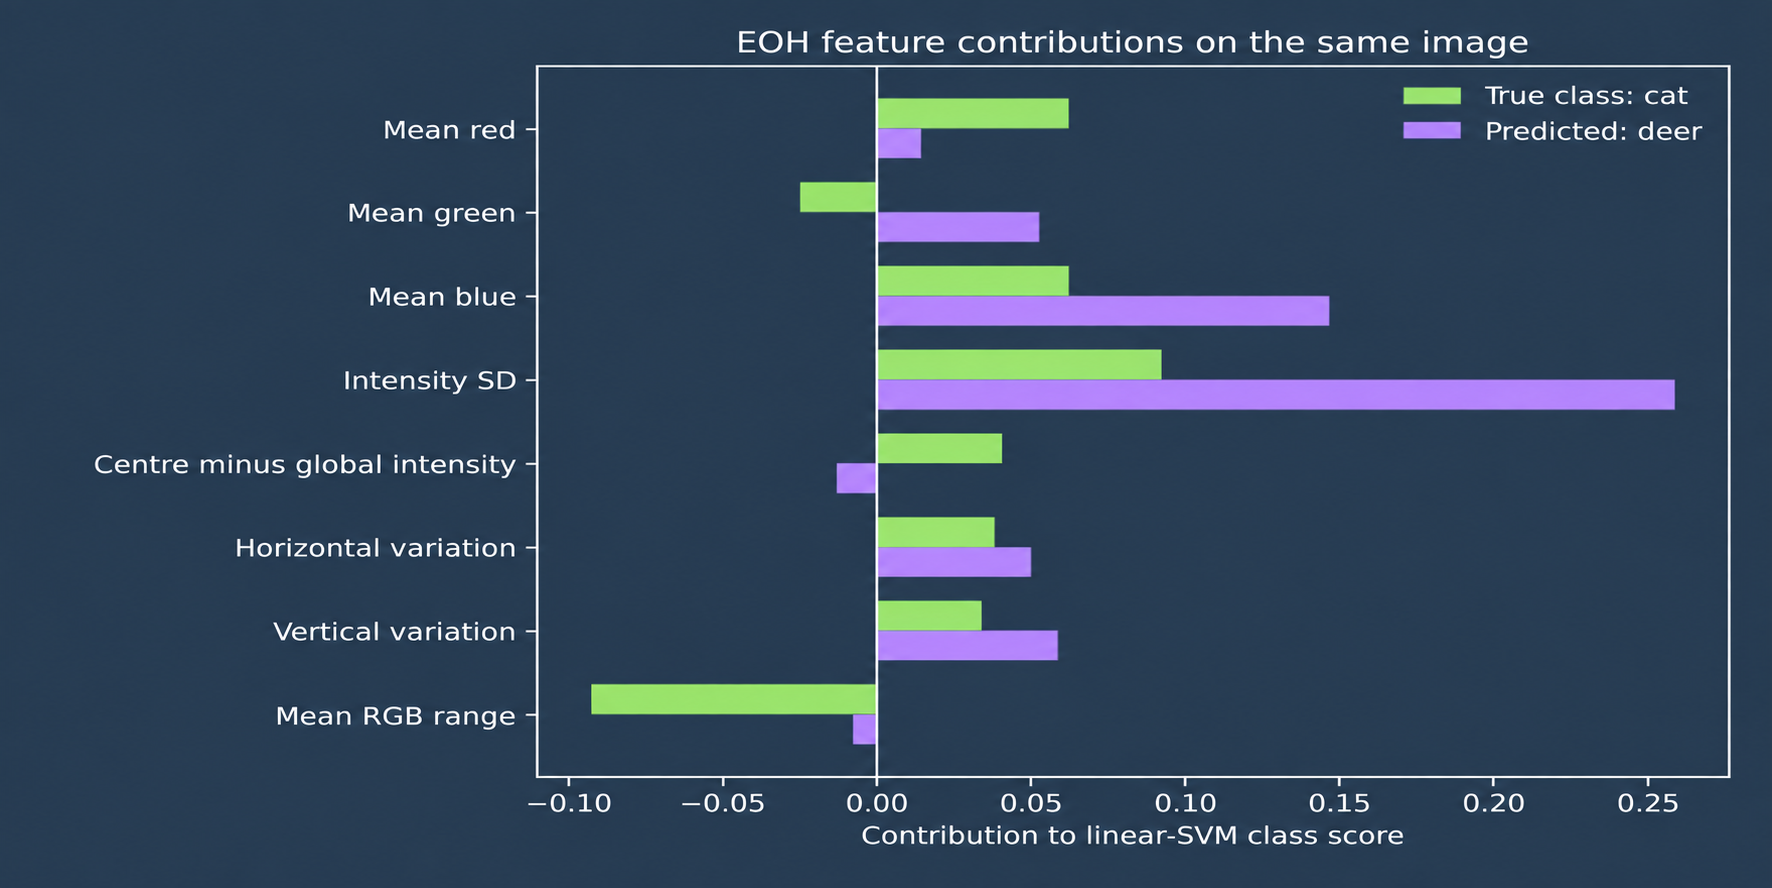 EOH feature contributions on the same image
True class: cat
Predicted: deer
Mean red
Mean green
Mean blue
Intensity SD
Centre minus global intensity
Horizontal variation
Vertical variation
Mean RGB range
−0.10 −0.05 0.00 0.05 0.10 0.15 0.20 0.25
Contribution to linear-SVM class score